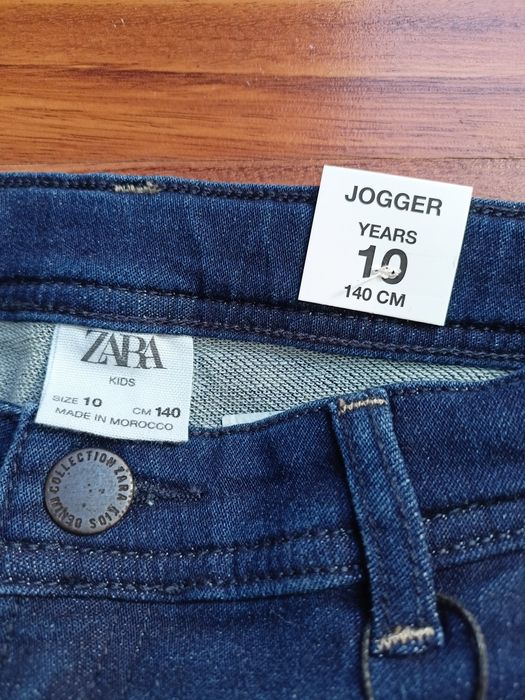 JOGGER
YEARS
10
140 CM
ZARA
KIDS
SIZE 10 CM 140
MADE IN MOROCCO
DENIM COLLECTION ZARA KIDS